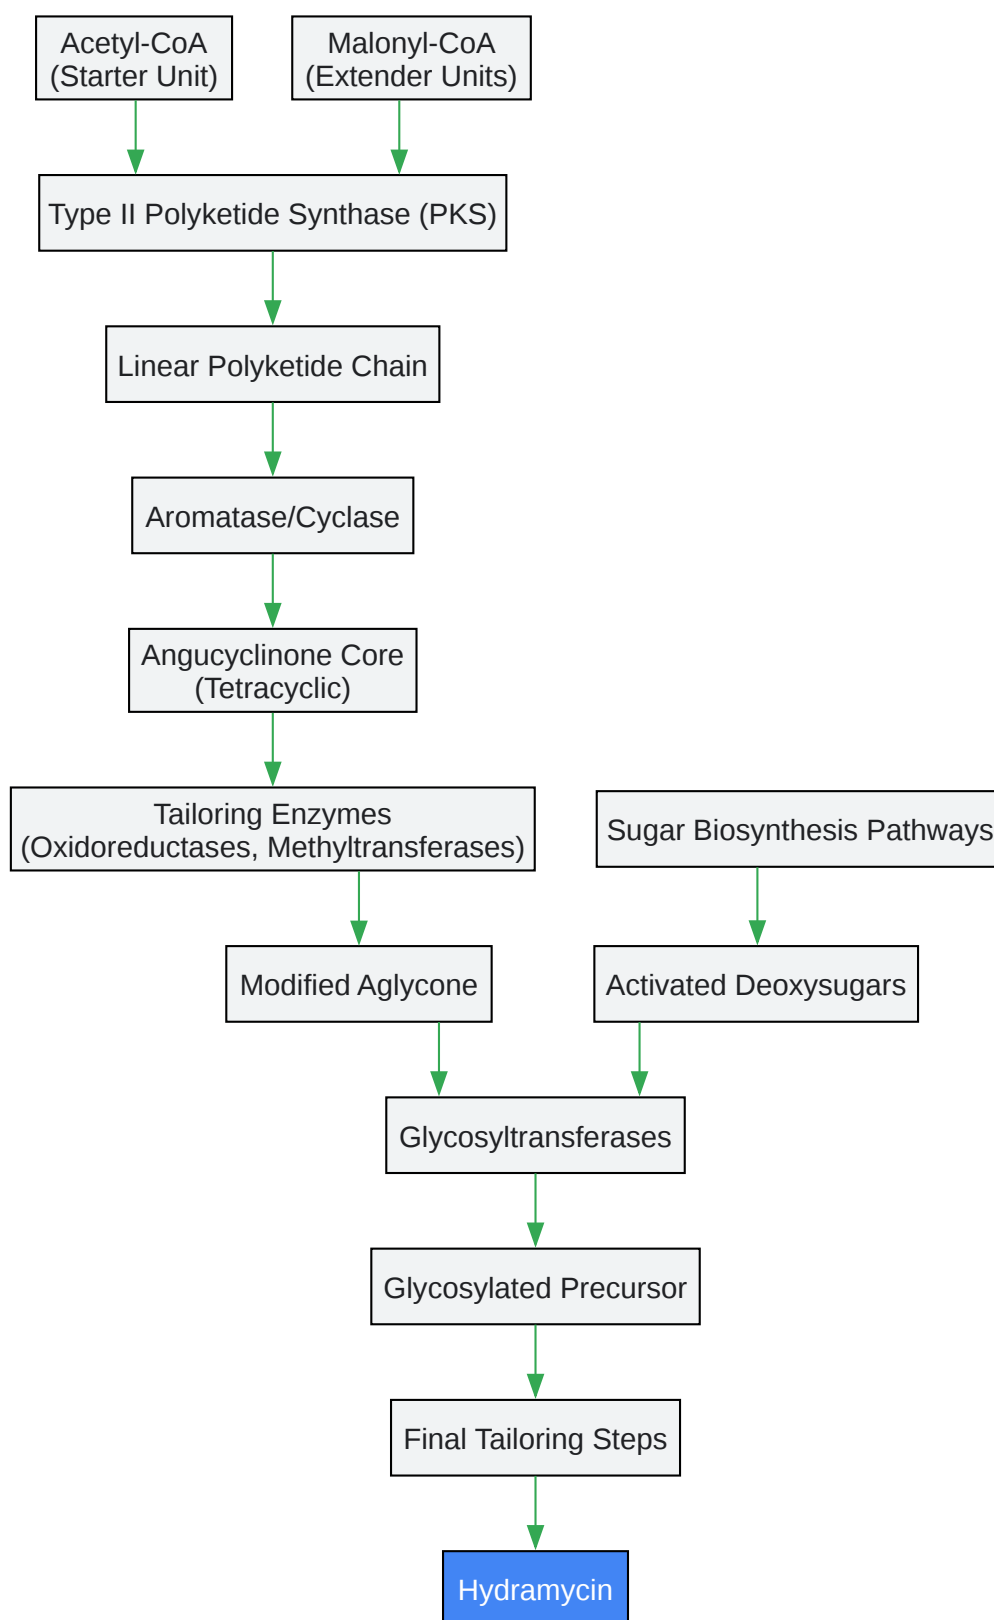 Acetyl-CoA
(Starter Unit)
Malonyl-CoA
(Extender Units)
Type II Polyketide Synthase (PKS)
Linear Polyketide Chain
Aromatase/Cyclase
Angucyclinone Core
(Tetracyclic)
Tailoring Enzymes
(Oxidoreductases, Methyltransferases)
Sugar Biosynthesis Pathways
Modified Aglycone
Activated Deoxysugars
Glycosyltransferases
Glycosylated Precursor
Final Tailoring Steps
Hydramycin